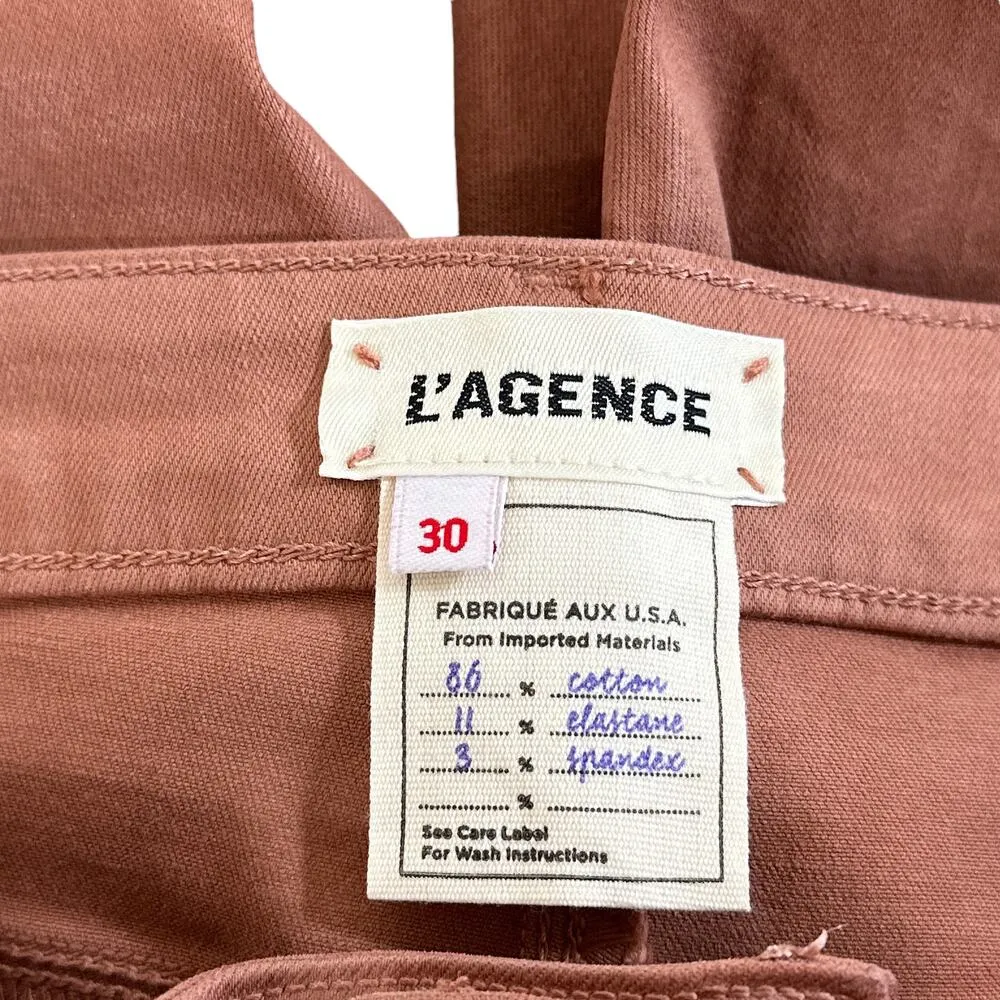 L'AGENCE
30
FABRIQUÉ AUX U.S.A.
From Imported Materials
86 % cotton
11 % elastane
3 % spandex
%
See Care Label
For Wash Instructions